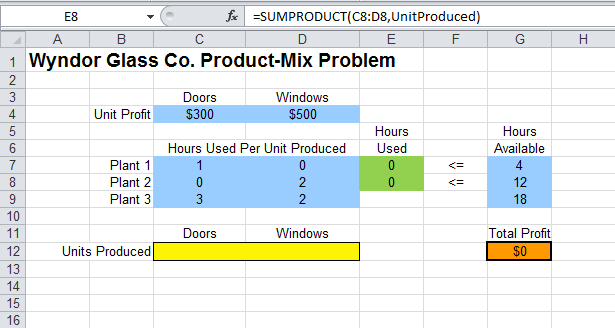 E8 fx =SUMPRODUCT(C8:D8,UnitProduced)
A B C D E F G H
1 Wyndor Glass Co. Product-Mix Problem
2
3 Doors Windows
4 Unit Profit $300 $500
5 Hours Hours
6 Hours Used Per Unit Produced Used Available
7 Plant 1 1 0 0 <= 4
8 Plant 2 0 2 0 <= 12
9 Plant 3 3 2 18
10
11 Doors Windows Total Profit
12 Units Produced $0
13
14
15
16